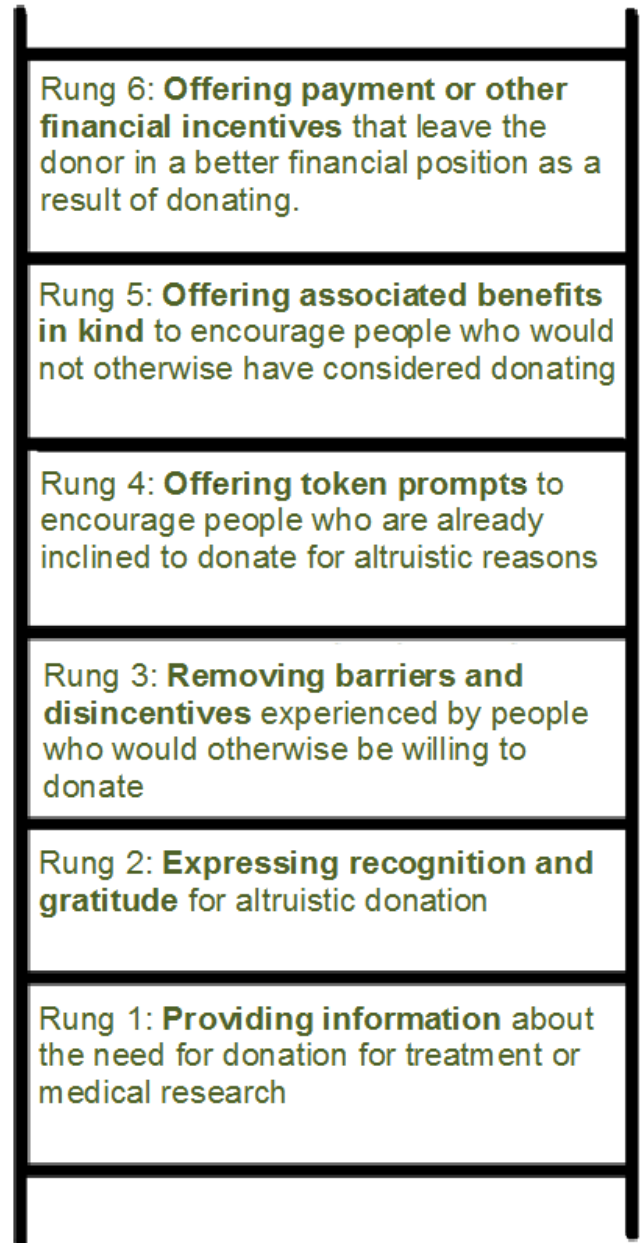 Rung 6: Offering payment or other
financial incentives that leave the
donor in a better financial position as a
result of donating.
Rung 5: Offering associated benefits
in kind to encourage people who would
not otherwise have considered donating
Rung 4: Offering token prompts to
encourage people who are already
inclined to donate for altruistic reasons
Rung 3: Removing barriers and
disincentives experienced by people
who would otherwise be willing to
donate
Rung 2: Expressing recognition and
gratitude for altruistic donation
Rung 1: Providing information about
the need for donation for treatment or
medical research